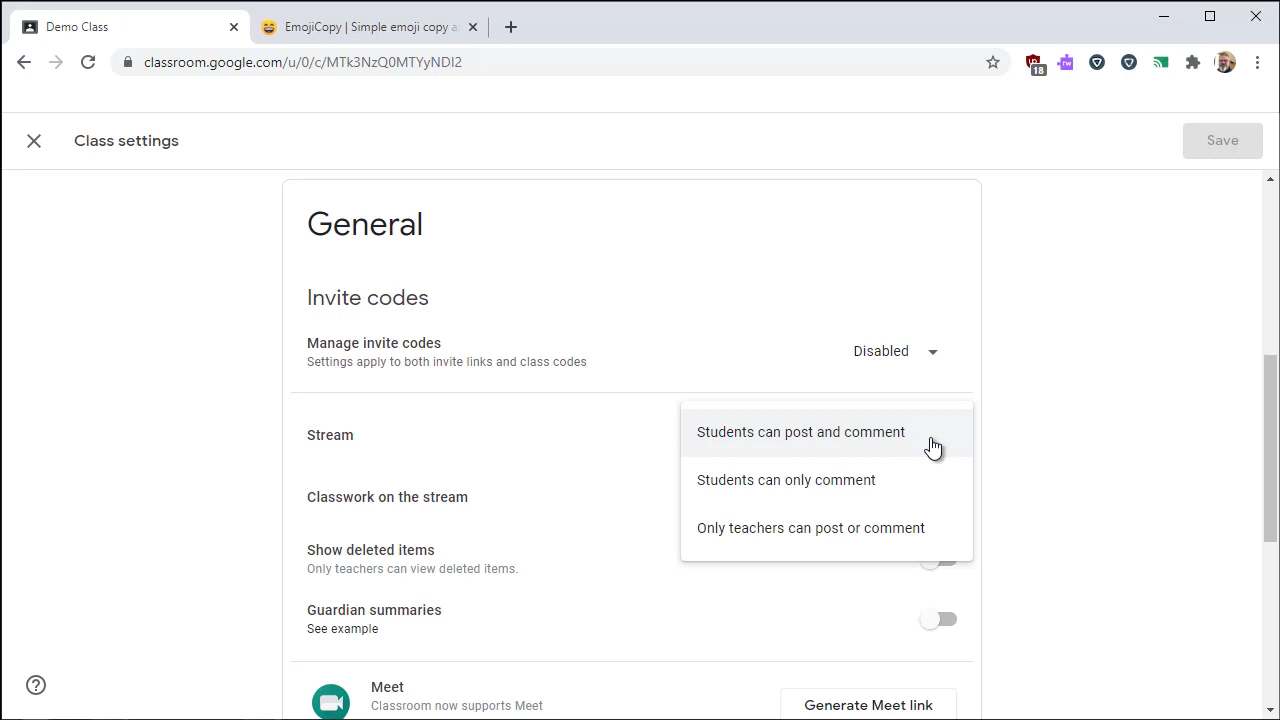 Demo Class
EmojiCopy | Simple emoji copy a
classroom.google.com/u/0/c/MTk3NzQ0MTYyNDI2
18
rw
Class settings
Save
General
Invite codes
Manage invite codes
Settings apply to both invite links and class codes
Disabled
Stream
Students can post and comment
Students can only comment
Only teachers can post or comment
Classwork on the stream
Show deleted items
Only teachers can view deleted items.
Guardian summaries
See example
Meet
Classroom now supports Meet
Generate Meet link